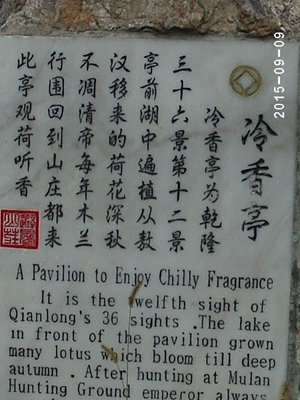 冷香亭
冷香亭为乾隆
三十六景第十二景
亭前湖中遍植从敖
汉移来的荷花深秋
不凋清帝每年木兰
行围回到山庄都来
此亭观荷听香
A Pavilion to Enjoy Chilly Fragrance
It is the twelfth sight of
Qianlong's 36 sights .The lake
in front of the pavilion grown
many lotus which bloom till deep
autumn . After hunting at Mulan
Hunting Ground emperor always
2015-09-09